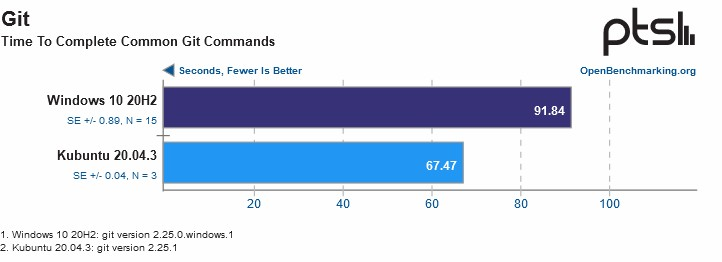 Git
Time To Complete Common Git Commands
pts
Seconds, Fewer Is Better
OpenBenchmarking.org
Windows 10 20H2
SE +/- 0.89, N = 15
91.84
Kubuntu 20.04.3
SE +/- 0.04, N = 3
67.47
20 40 60 80 100
1. Windows 10 20H2: git version 2.25.0.windows.1
2. Kubuntu 20.04.3: git version 2.25.1